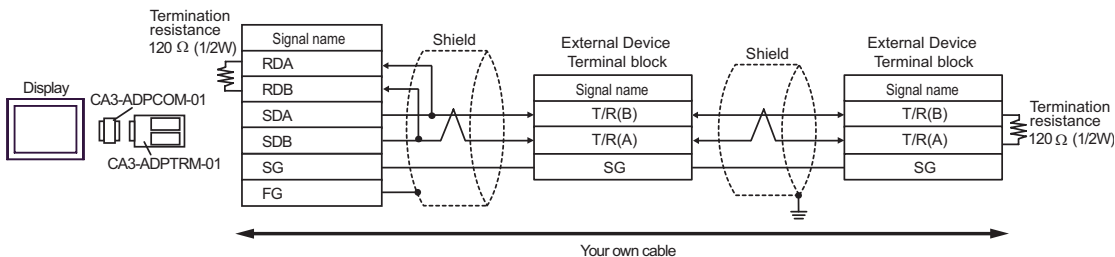 Termination
resistance
120 Ω (1/2W)
Display
CA3-ADPCOM-01
CA3-ADPTRM-01
Signal name
RDA
RDB
SDA
SDB
SG
FG
Shield
External Device
Terminal block
Signal name
T/R(B)
T/R(A)
SG
Shield
External Device
Terminal block
Signal name
T/R(B)
T/R(A)
SG
Termination
resistance
120 Ω (1/2W)
Your own cable